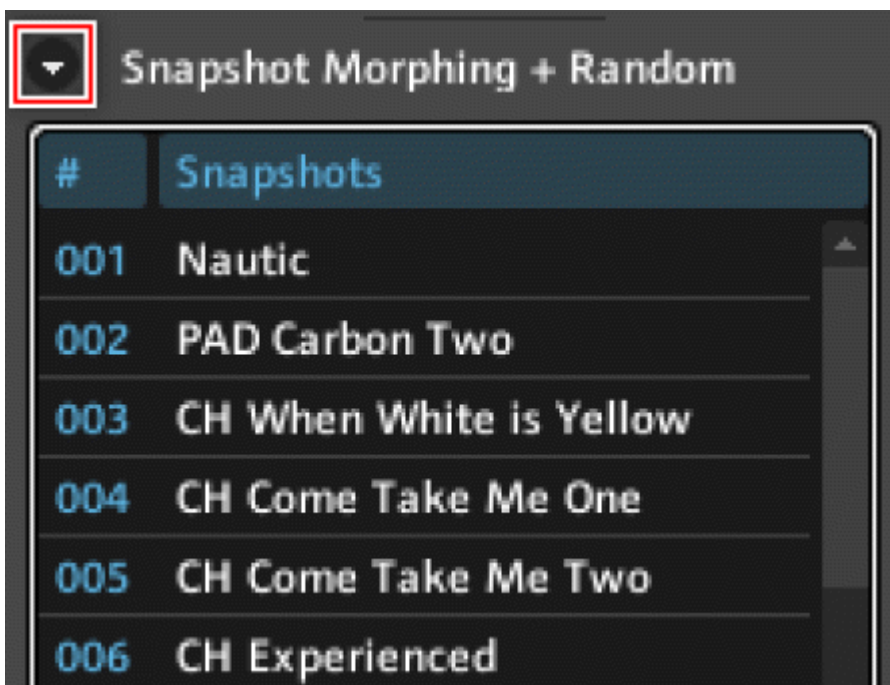 Snapshot Morphing + Random
# Snapshots
001 Nautic
002 PAD Carbon Two
003 CH When White is Yellow
004 CH Come Take Me One
005 CH Come Take Me Two
006 CH Experienced